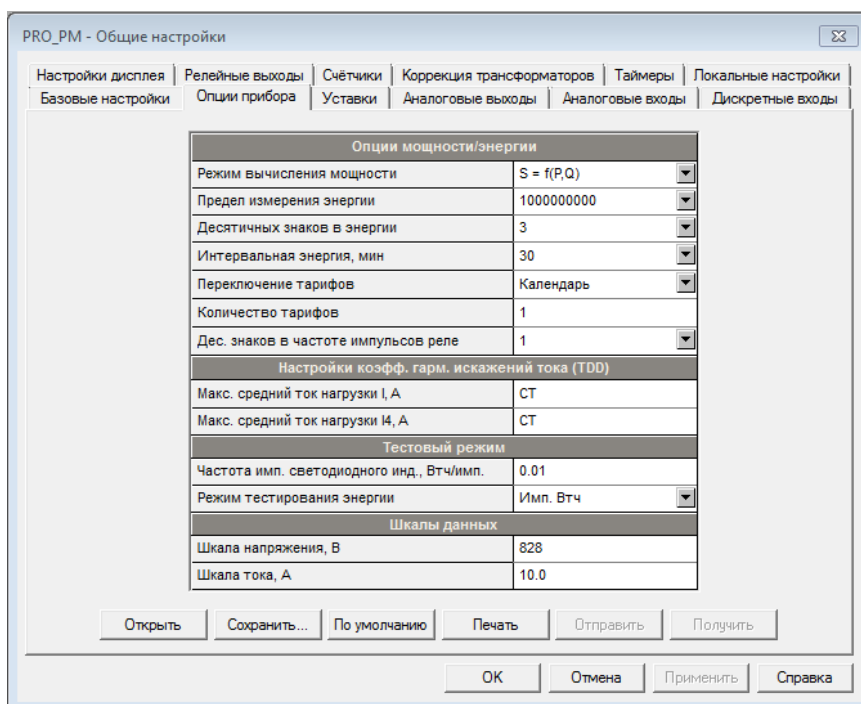 PRO_PM - Общие настройки
Настройки дисплея Релейные выходы Счётчики Коррекция трансформаторов Таймеры Локальные настройки
Базовые настройки Опции прибора Уставки Аналоговые выходы Аналоговые входы Дискретные входы
Опции мощности/энергии
Режим вычисления мощности S = f(P,Q)
Предел измерения энергии 1000000000
Десятичных знаков в энергии 3
Интервальная энергия, мин 30
Переключение тарифов Календарь
Количество тарифов 1
Дес. знаков в частоте импульсов реле 1
Настройки коэфф. гарм. искажений тока (TDD)
Макс. средний ток нагрузки I, А CT
Макс. средний ток нагрузки I4, А CT
Тестовый режим
Частота имп. светодиодного инд., Втч/имп. 0.01
Режим тестирования энергии Имп. Втч
Шкалы данных
Шкала напряжения, В 828
Шкала тока, А 10.0
Открыть Сохранить... По умолчанию Печать Отправить Получить
OK Отмена Применить Справка